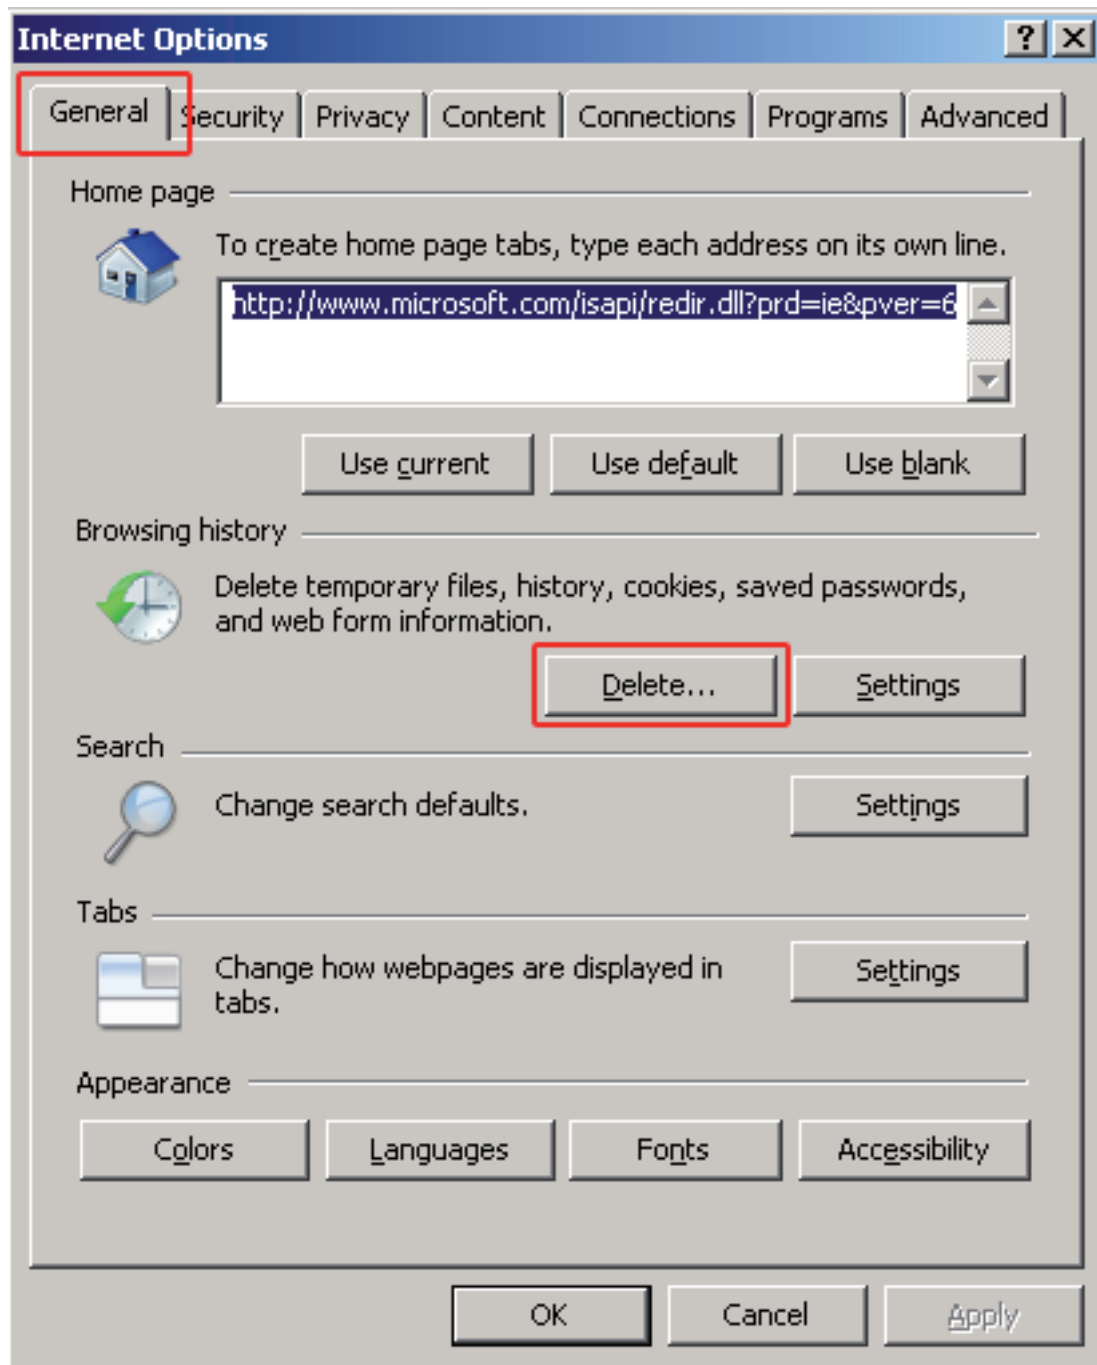 Internet Options
General Security Privacy Content Connections Programs Advanced
Home page
To create home page tabs, type each address on its own line.
http://www.microsoft.com/isapi/redir.dll?prd=ie&pver=6
Use current Use default Use blank
Browsing history
Delete temporary files, history, cookies, saved passwords,
and web form information.
Delete... Settings
Search
Change search defaults. Settings
Tabs
Change how webpages are displayed in
tabs.
Settings
Appearance
Colors Languages Fonts Accessibility
OK Cancel Apply